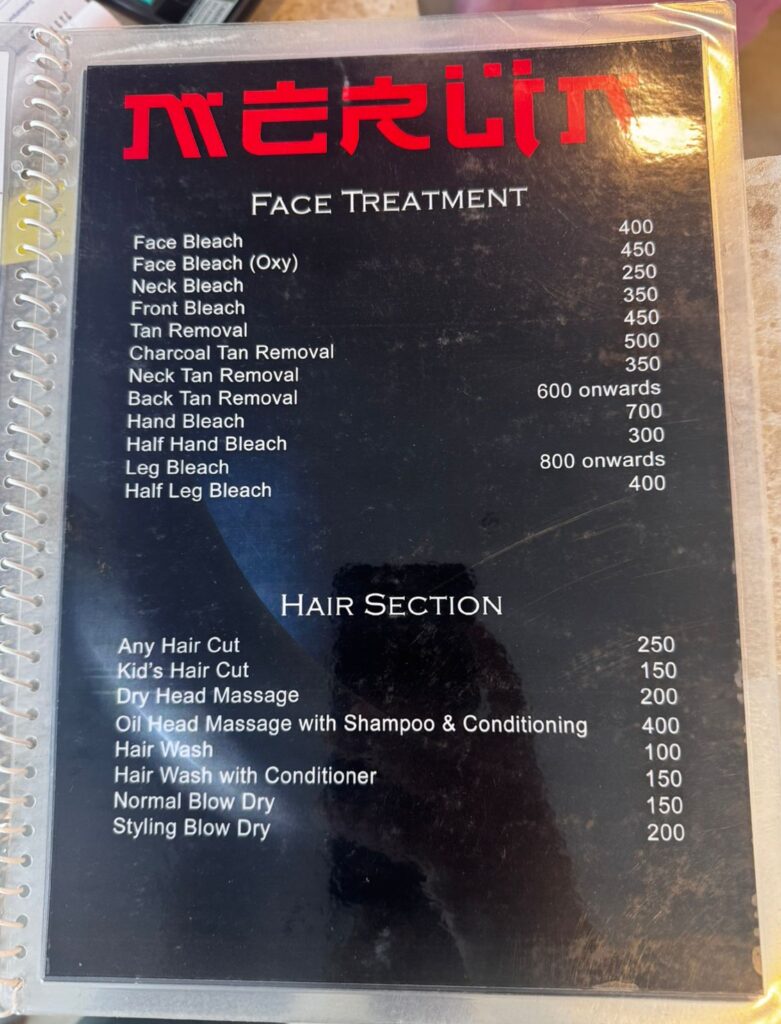 MERLIN
FACE TREATMENT
Face Bleach 400
Face Bleach (Oxy) 450
Neck Bleach 250
Front Bleach 350
Tan Removal 450
Charcoal Tan Removal 500
Neck Tan Removal 350
Back Tan Removal 600 onwards
Hand Bleach 700
Half Hand Bleach 300
Leg Bleach 800 onwards
Half Leg Bleach 400
HAIR SECTION
Any Hair Cut 250
Kid's Hair Cut 150
Dry Head Massage 200
Oil Head Massage with Shampoo & Conditioning 400
Hair Wash 100
Hair Wash with Conditioner 150
Normal Blow Dry 150
Styling Blow Dry 200